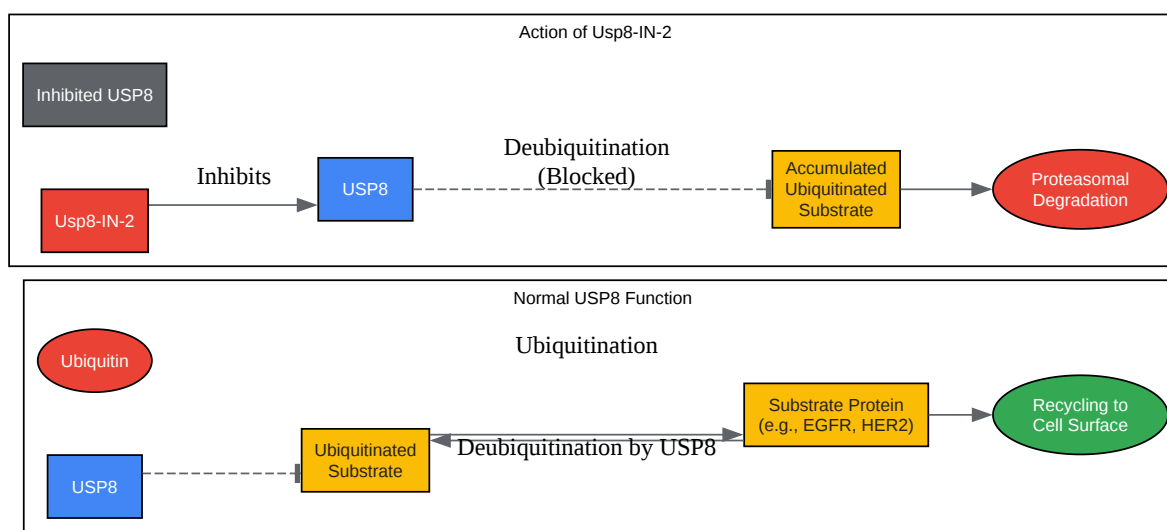 Action of Usp8-IN-2
Inhibited USP8
Usp8-IN-2
Inhibits
USP8
Deubiquitination
(Blocked)
Accumulated
Ubiquitinated
Substrate
Proteasomal
Degradation
Normal USP8 Function
Ubiquitin
USP8
Ubiquitination
Ubiquitinated
Substrate
Deubiquitination by USP8
Substrate Protein
(e.g., EGFR, HER2)
Recycling to
Cell Surface